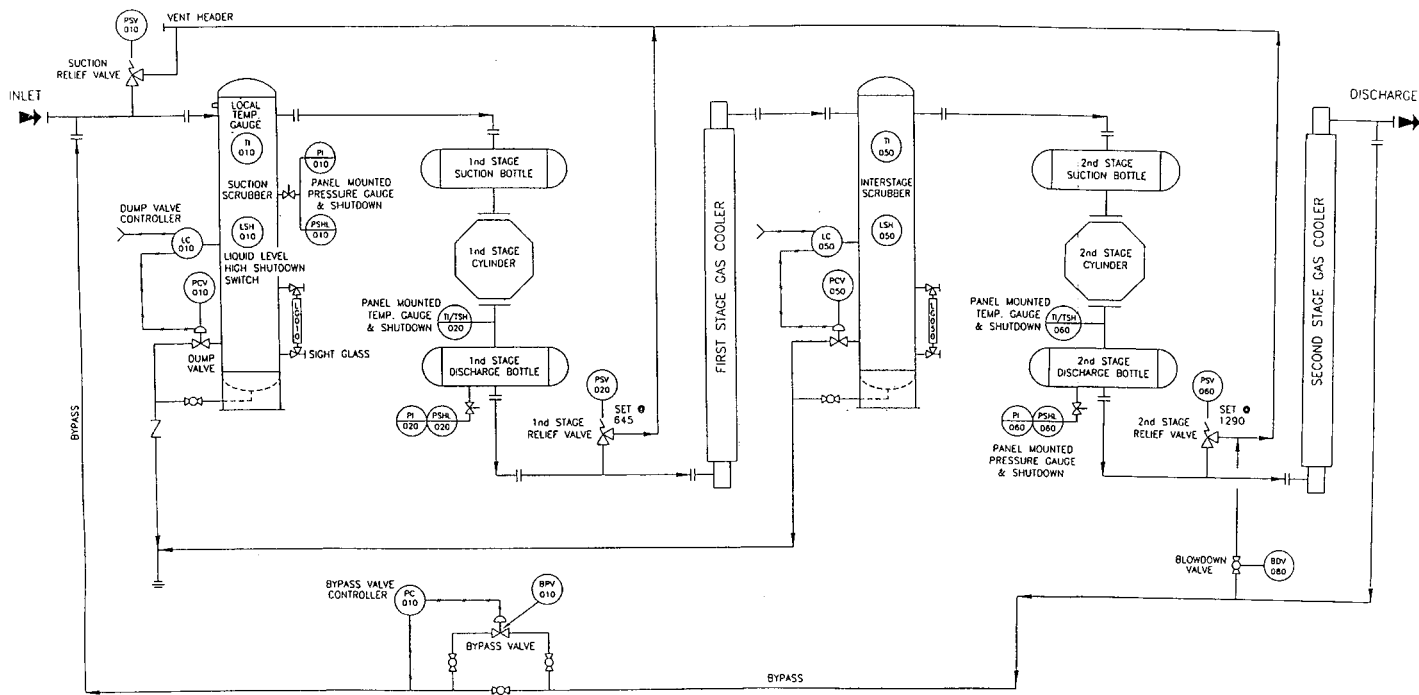 PSV
010
VENT HEADER
SUCTION
RELIEF VALVE
INLET
DISCHARGE
LOCAL
TEMP.
GAUGE
TI
010
SUCTION
SCRUBBER
PI
010
PANEL MOUNTED
PRESSURE GAUGE
& SHUTDOWN
PSHL
010
DUMP VALVE
CONTROLLER
LC
010
LSH
010
LIQUID LEVEL
HIGH SHUTDOWN
SWITCH
PCV
010
DUMP
VALVE
LG010
SIGHT GLASS
1nd STAGE
SUCTION BOTTLE
1nd STAGE
CYLINDER
PANEL MOUNTED
TEMP. GAUGE
& SHUTDOWN
TI/TSH
020
1nd STAGE
DISCHARGE BOTTLE
PI
020
PSHL
020
PSV
020
SET @
645
1nd STAGE
RELIEF VALVE
FIRST STAGE GAS COOLER
TI
050
INTERSTAGE
SCRUBBER
LSH
050
LC
050
PCV
050
LG050
2nd STAGE
SUCTION BOTTLE
2nd STAGE
CYLINDER
PANEL MOUNTED
TEMP. GAUGE
& SHUTDOWN
TI/TSH
060
2nd STAGE
DISCHARGE BOTTLE
PI
060
PSHL
060
PANEL MOUNTED
PRESSURE GAUGE
& SHUTDOWN
PSV
060
SET @
1290
2nd STAGE
RELIEF VALVE
SECOND STAGE GAS COOLER
BYPASS
BLOWDOWN
VALVE
BDV
080
BYPASS VALVE
CONTROLLER
PC
010
BPV
010
BYPASS VALVE
BYPASS